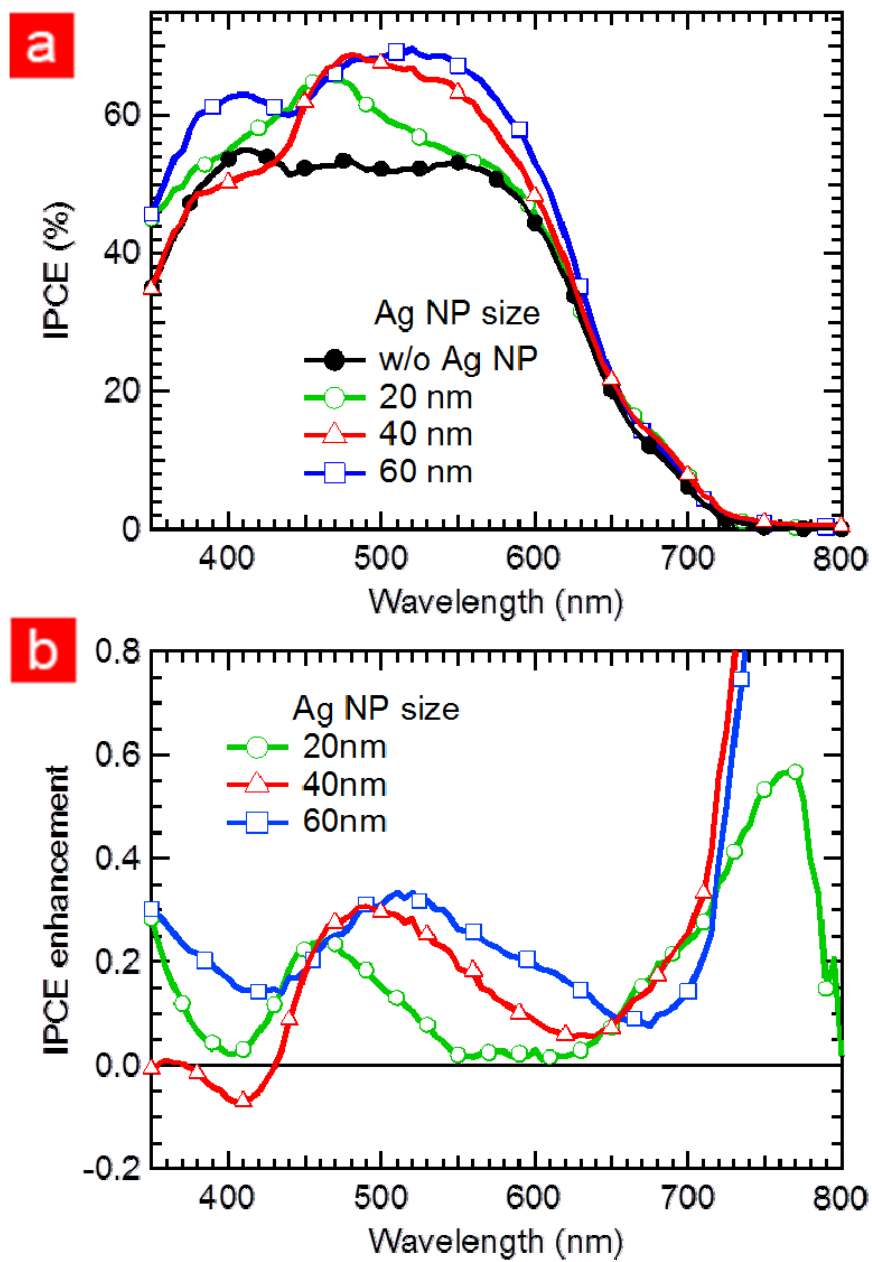 a
60
40
20
0
IPCE (%)
Ag NP size
w/o Ag NP
20 nm
40 nm
60 nm
400 500 600 700 800
Wavelength (nm)
b
0.8
0.6
0.4
0.2
0.0
-0.2
IPCE enhancement
Ag NP size
20nm
40nm
60nm
400 500 600 700 800
Wavelength (nm)